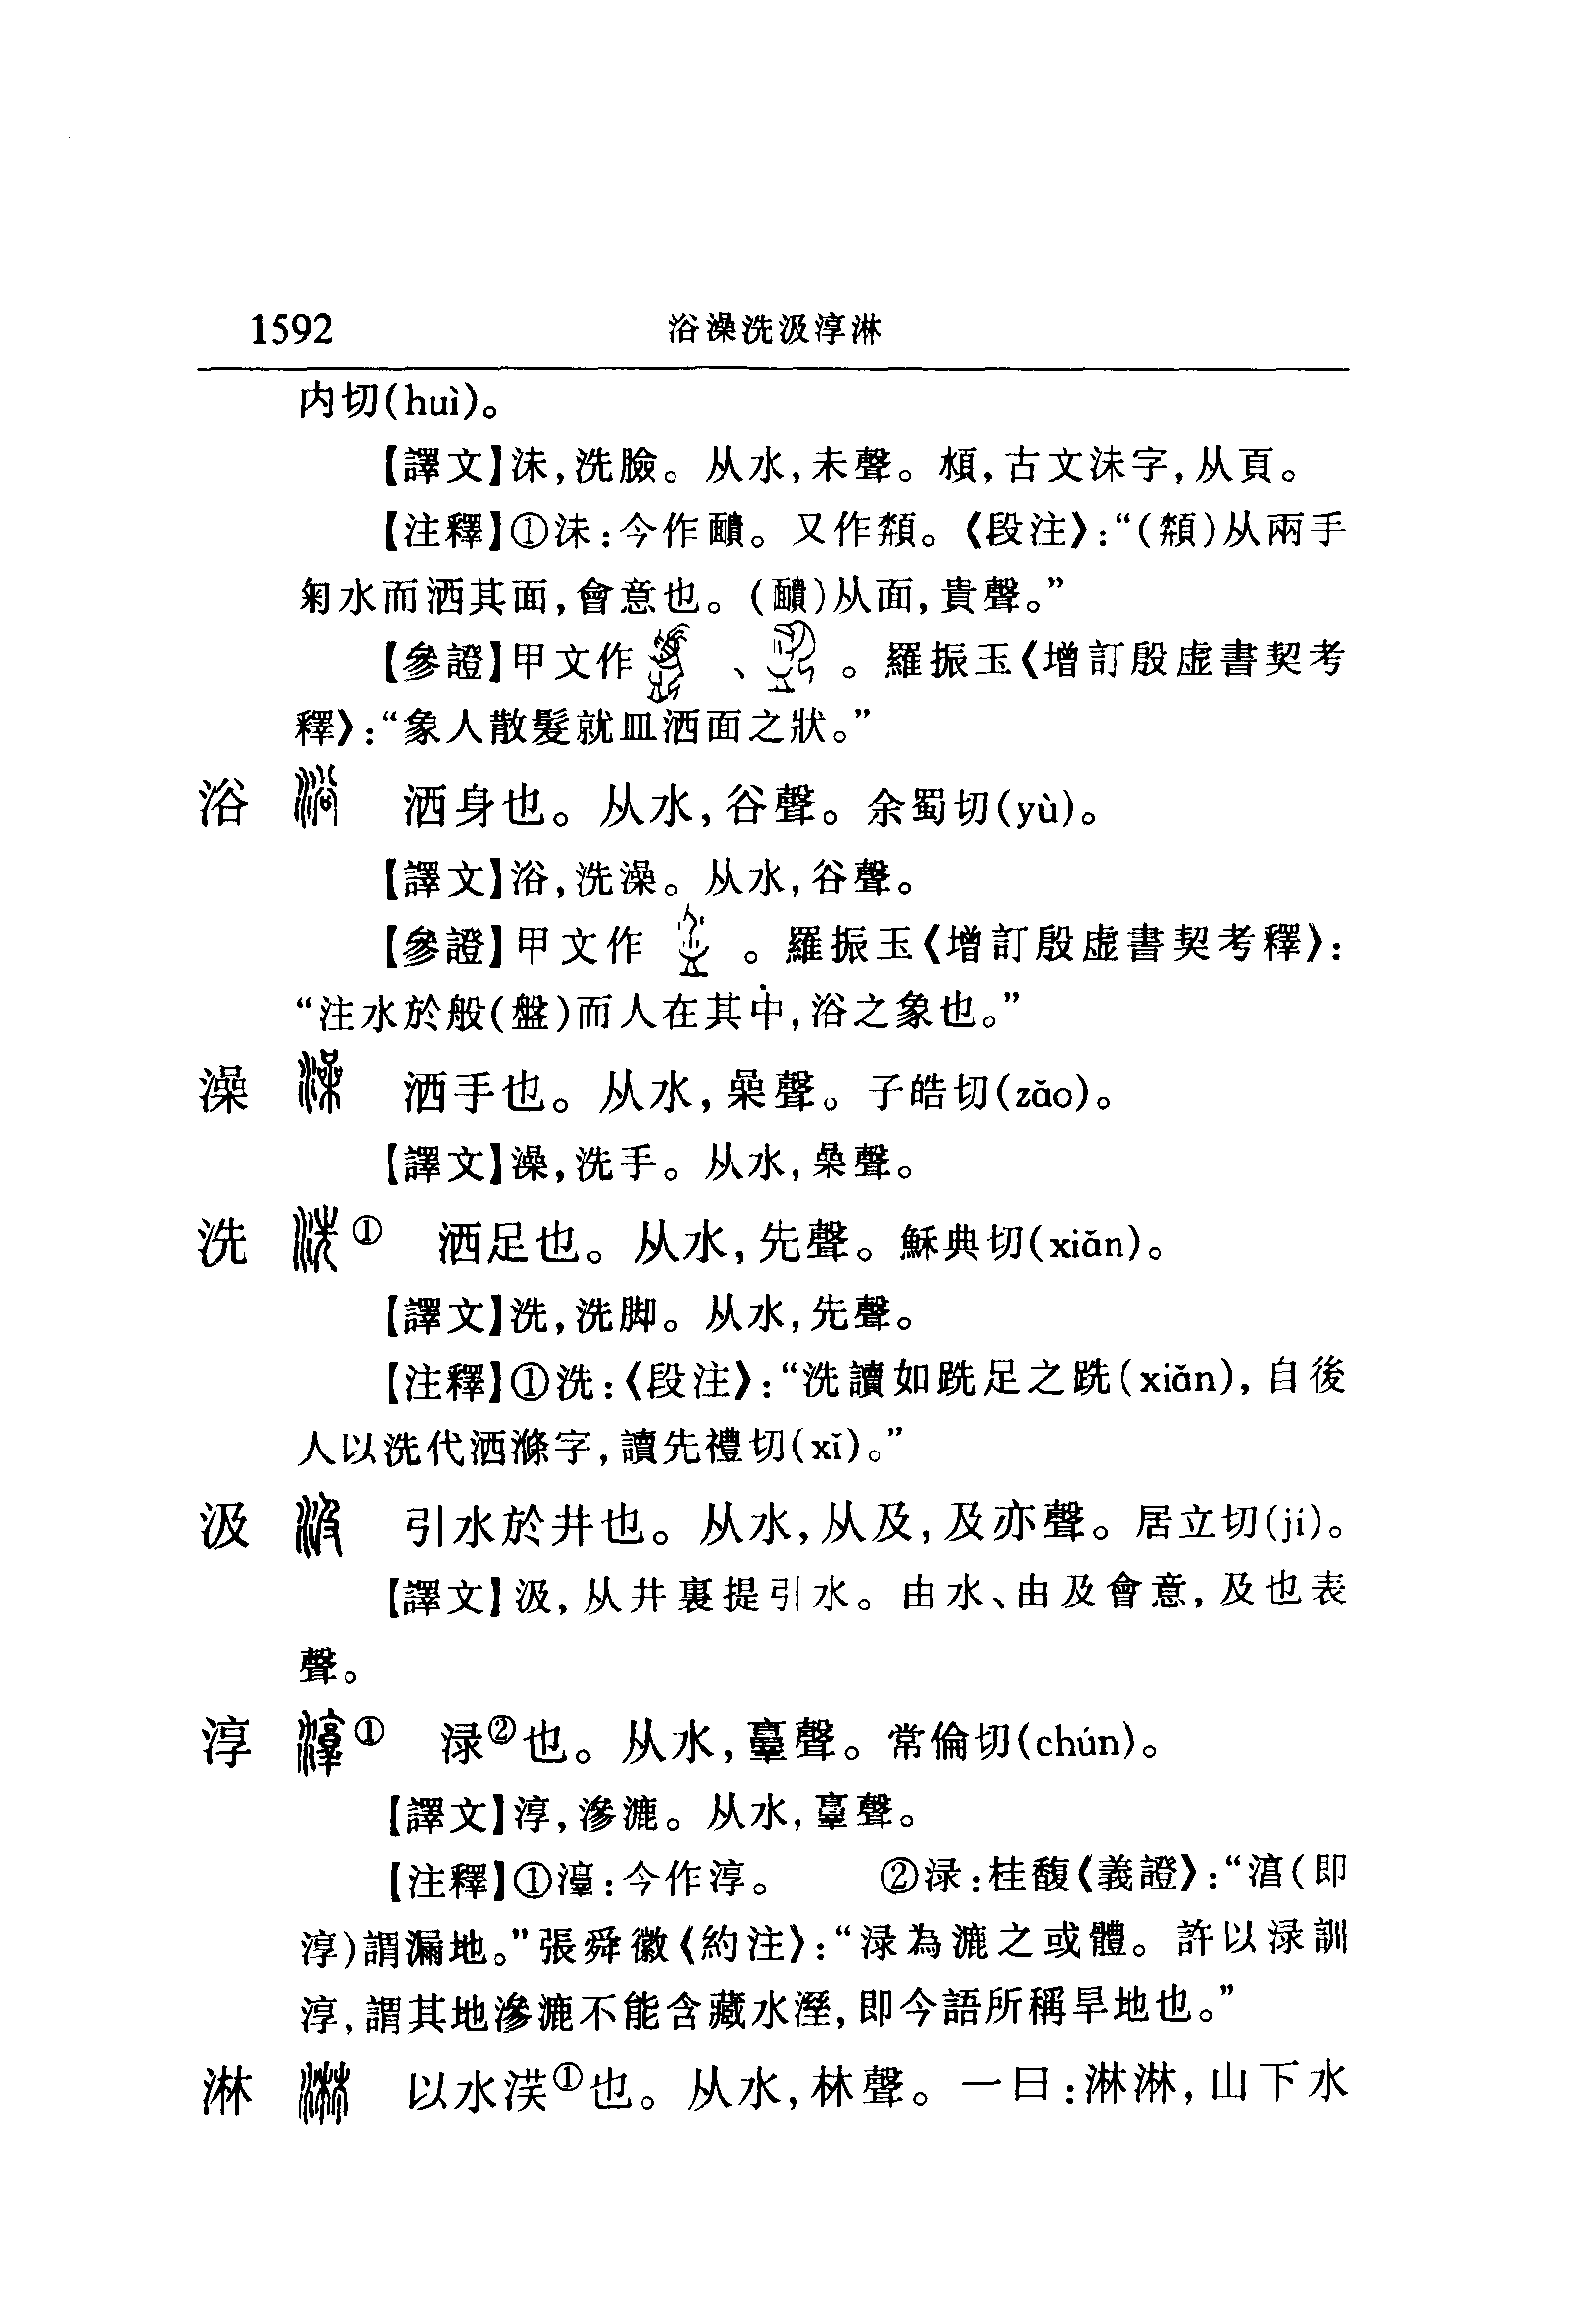 1592 浴澡洗汲淳淋
内切(huì)。
【譯文】沬,洗臉。从水,未聲。湏,古文沬字,从頁。
【注釋】①沬:今作靧。又作頮。《段注》:“(頮)从兩手
匊水而洒其面,會意也。(靧)从面,貴聲。”
【參證】甲文作 、 。羅振玉《增訂殷虛書契考
釋》:“象人散髮就皿洒面之狀。”
浴 洒身也。从水,谷聲。余蜀切(yù)。
【譯文】浴,洗澡。从水,谷聲。
【參證】甲文作 。羅振玉《增訂殷虛書契考釋》:
“注水於般(盤)而人在其中,浴之象也。”
澡 洒手也。从水,喿聲。子皓切(zǎo)。
【譯文】澡,洗手。从水,喿聲。
洗 ① 洒足也。从水,先聲。穌典切(xiǎn)。
【譯文】洗,洗脚。从水,先聲。
【注釋】①洗:《段注》:“洗讀如跣足之跣(xiǎn),自後
人以洗代洒滌字,讀先禮切(xǐ)。”
汲 引水於井也。从水,从及,及亦聲。居立切(jí)。
【譯文】汲,从井裏提引水。由水、由及會意,及也表
聲。
淳 ① 渌②也。从水,𦎧聲。常倫切(chún)。
【譯文】淳,滲漉。从水,𦎧聲。
【注釋】①:今作淳。 ②渌:桂馥《義證》:“湻(即
淳)謂漏地。”張舜徽《約注》:“渌為漉之或體。許以渌訓
淳,謂其地滲漉不能含藏水溼,即今語所稱旱地也。”
淋 以水渶①也。从水,林聲。一曰:淋淋,山下水